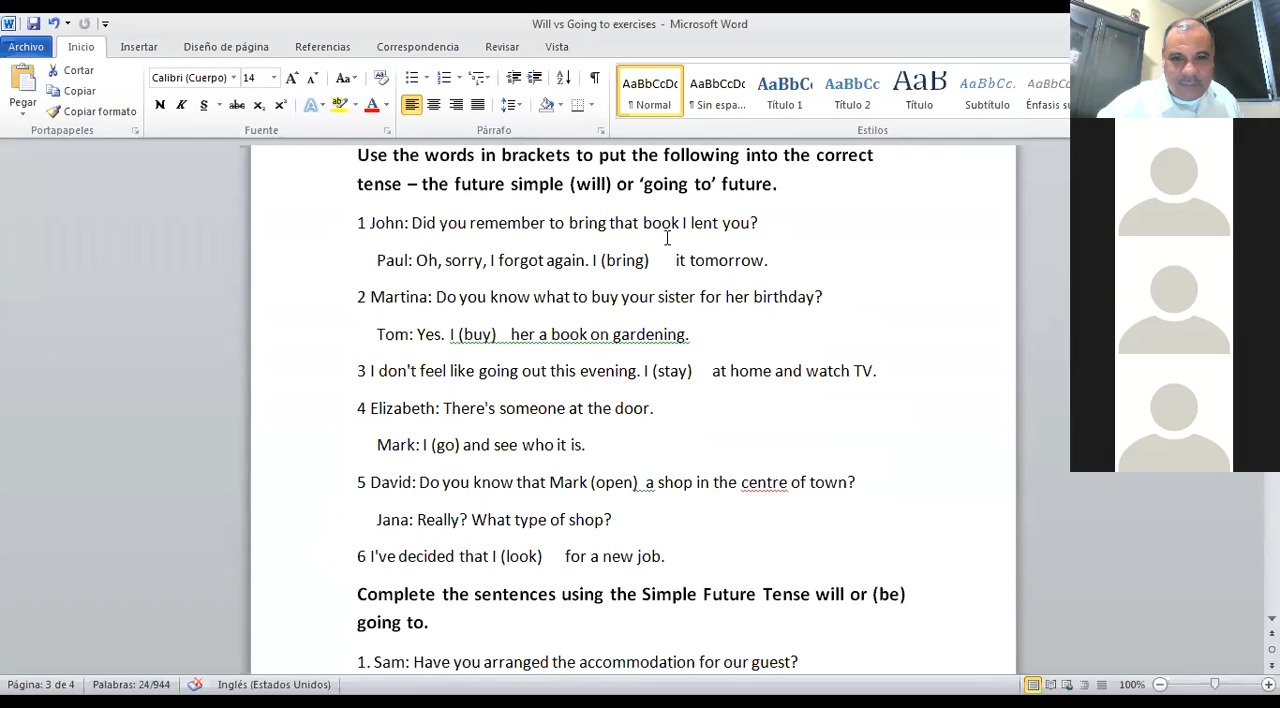 Will vs Going to exercises - Microsoft Word
Archivo Inicio Insertar Diseño de página Referencias Correspondencia Revisar Vista
Pegar
Cortar
Copiar
Copiar formato
Portapapeles
Calibri (Cuerpo) 14
N K S abc x₂ x²
Aa
Fuente
Párrafo
AaBbCcDc AaBbCcDc AaBbC AaBbCc AaB AaBbCc. AaBbCc
¶ Normal ¶ Sin espa... Título 1 Título 2 Título Subtítulo Énfasis su
Estilos
Use the words in brackets to put the following into the correct
tense – the future simple (will) or ‘going to’ future.
1 John: Did you remember to bring that book I lent you?
Paul: Oh, sorry, I forgot again. I (bring) it tomorrow.
2 Martina: Do you know what to buy your sister for her birthday?
Tom: Yes. I (buy) her a book on gardening.
3 I don't feel like going out this evening. I (stay) at home and watch TV.
4 Elizabeth: There's someone at the door.
Mark: I (go) and see who it is.
5 David: Do you know that Mark (open) a shop in the centre of town?
Jana: Really? What type of shop?
6 I've decided that I (look) for a new job.
Complete the sentences using the Simple Future Tense will or (be)
going to.
1. Sam: Have you arranged the accommodation for our guest?
Página: 3 de 4 Palabras: 24/944 Inglés (Estados Unidos) 100%